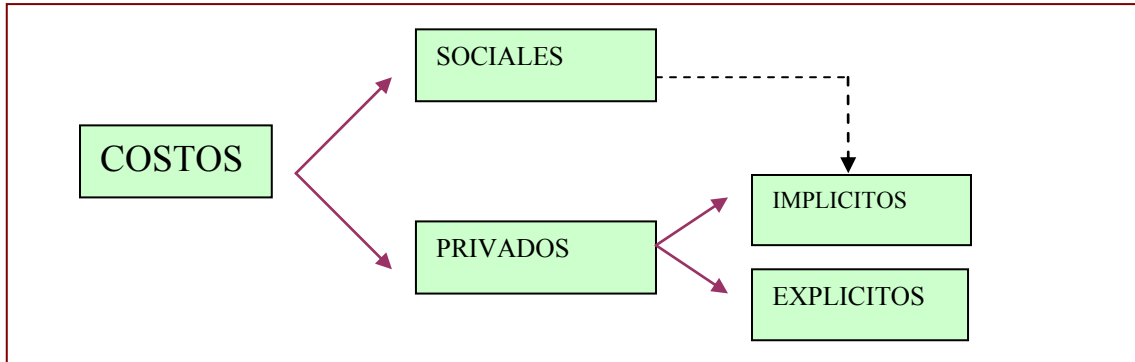 SOCIALES
COSTOS
IMPLICITOS
PRIVADOS
EXPLICITOS